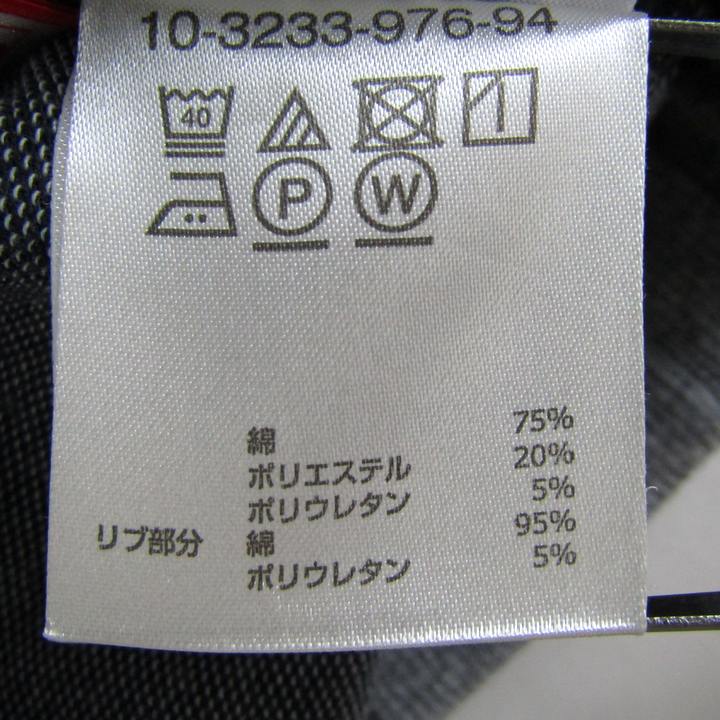 10-3233-976-94
40
P W
綿 75%
ポリエステル 20%
ポリウレタン 5%
リブ部分 綿 95%
ポリウレタン 5%